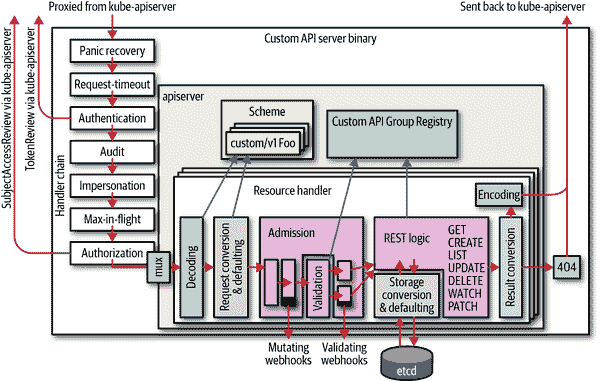 Proxied from kube-apiserver
Sent back to kube-apiserver
SubjectAccessReview via kube-apiserver
TokenReview via kube-apiserver
Custom API server binary
Handler chain
Panic recovery
Request-timeout
Authentication
Audit
Impersonation
Max-in-flight
Authorization
mux
apiserver
Scheme
custom/v1 Foo
Custom API Group Registry
Resource handler
Decoding
Request conversion
& defaulting
Admission
Validation
REST logic
GET
CREATE
LIST
UPDATE
DELETE
WATCH
PATCH
Storage
conversion
& defaulting
Encoding
Result conversion
404
Mutating
webhooks
Validating
webhooks
etcd